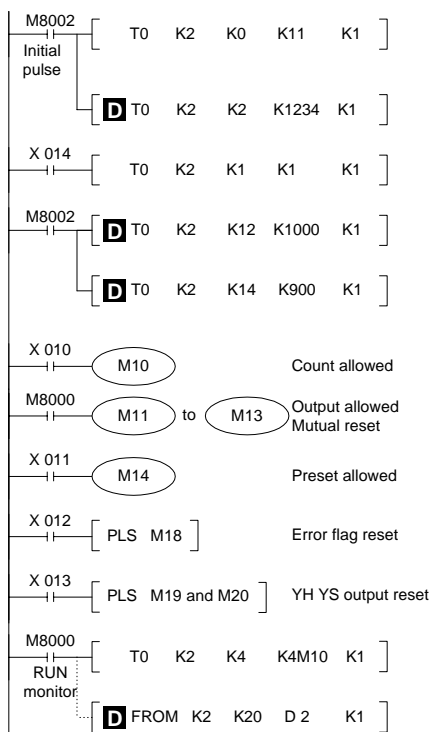 M8002
Initial pulse
T0 K2 K0 K11 K1
D T0 K2 K2 K1234 K1
X 014
T0 K2 K1 K1 K1
M8002
D T0 K2 K12 K1000 K1
D T0 K2 K14 K900 K1
X 010
M10
Count allowed
M8000
M11 to M13
Output allowed
Mutual reset
X 011
M14
Preset allowed
X 012
PLS M18
Error flag reset
X 013
PLS M19 and M20
YH YS output reset
M8000
RUN monitor
T0 K2 K4 K4M10 K1
D FROM K2 K20 D 2 K1